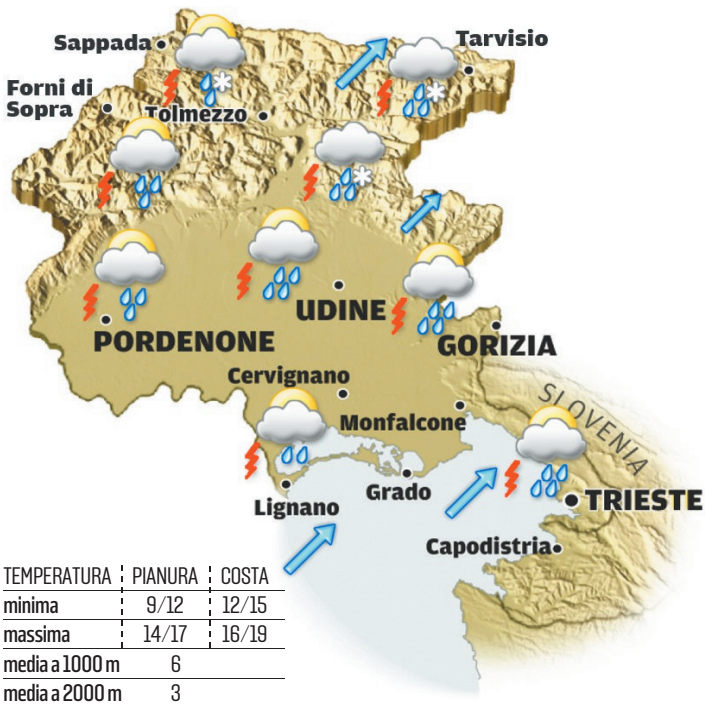 Sappada
Tarvisio
Forni di
Sopra
Tolmezzo
UDINE
PORDENONE
GORIZIA
Cervignano
SLOVENIA
Monfalcone
Grado
Lignano
TRIESTE
Capodistria
TEMPERATURA PIANURA COSTA
minima 9/12 12/15
massima 14/17 16/19
media a 1000 m 6
media a 2000 m 3